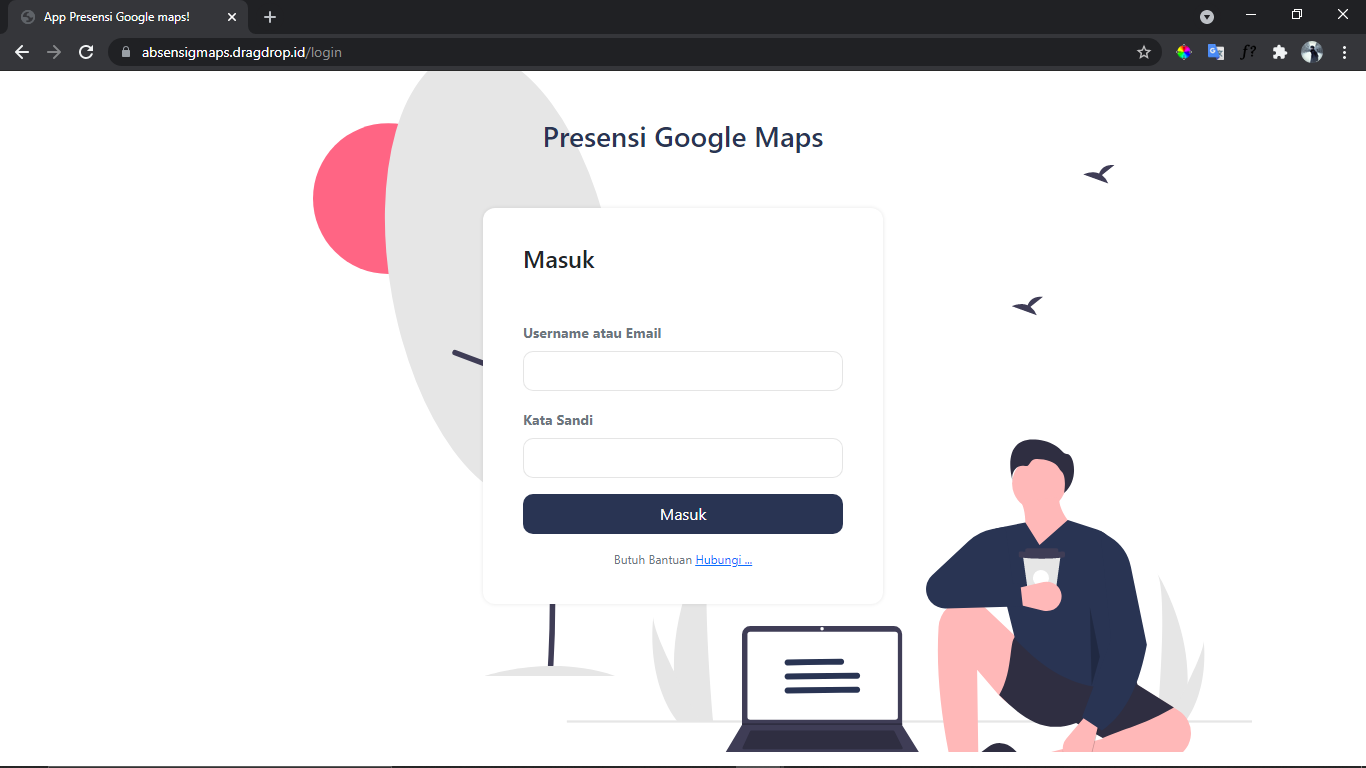 App Presensi Google maps!
absensigmaps.dragdrop.id/login
f?
Presensi Google Maps
Masuk
Username atau Email
Kata Sandi
Masuk
Butuh Bantuan Hubungi ...